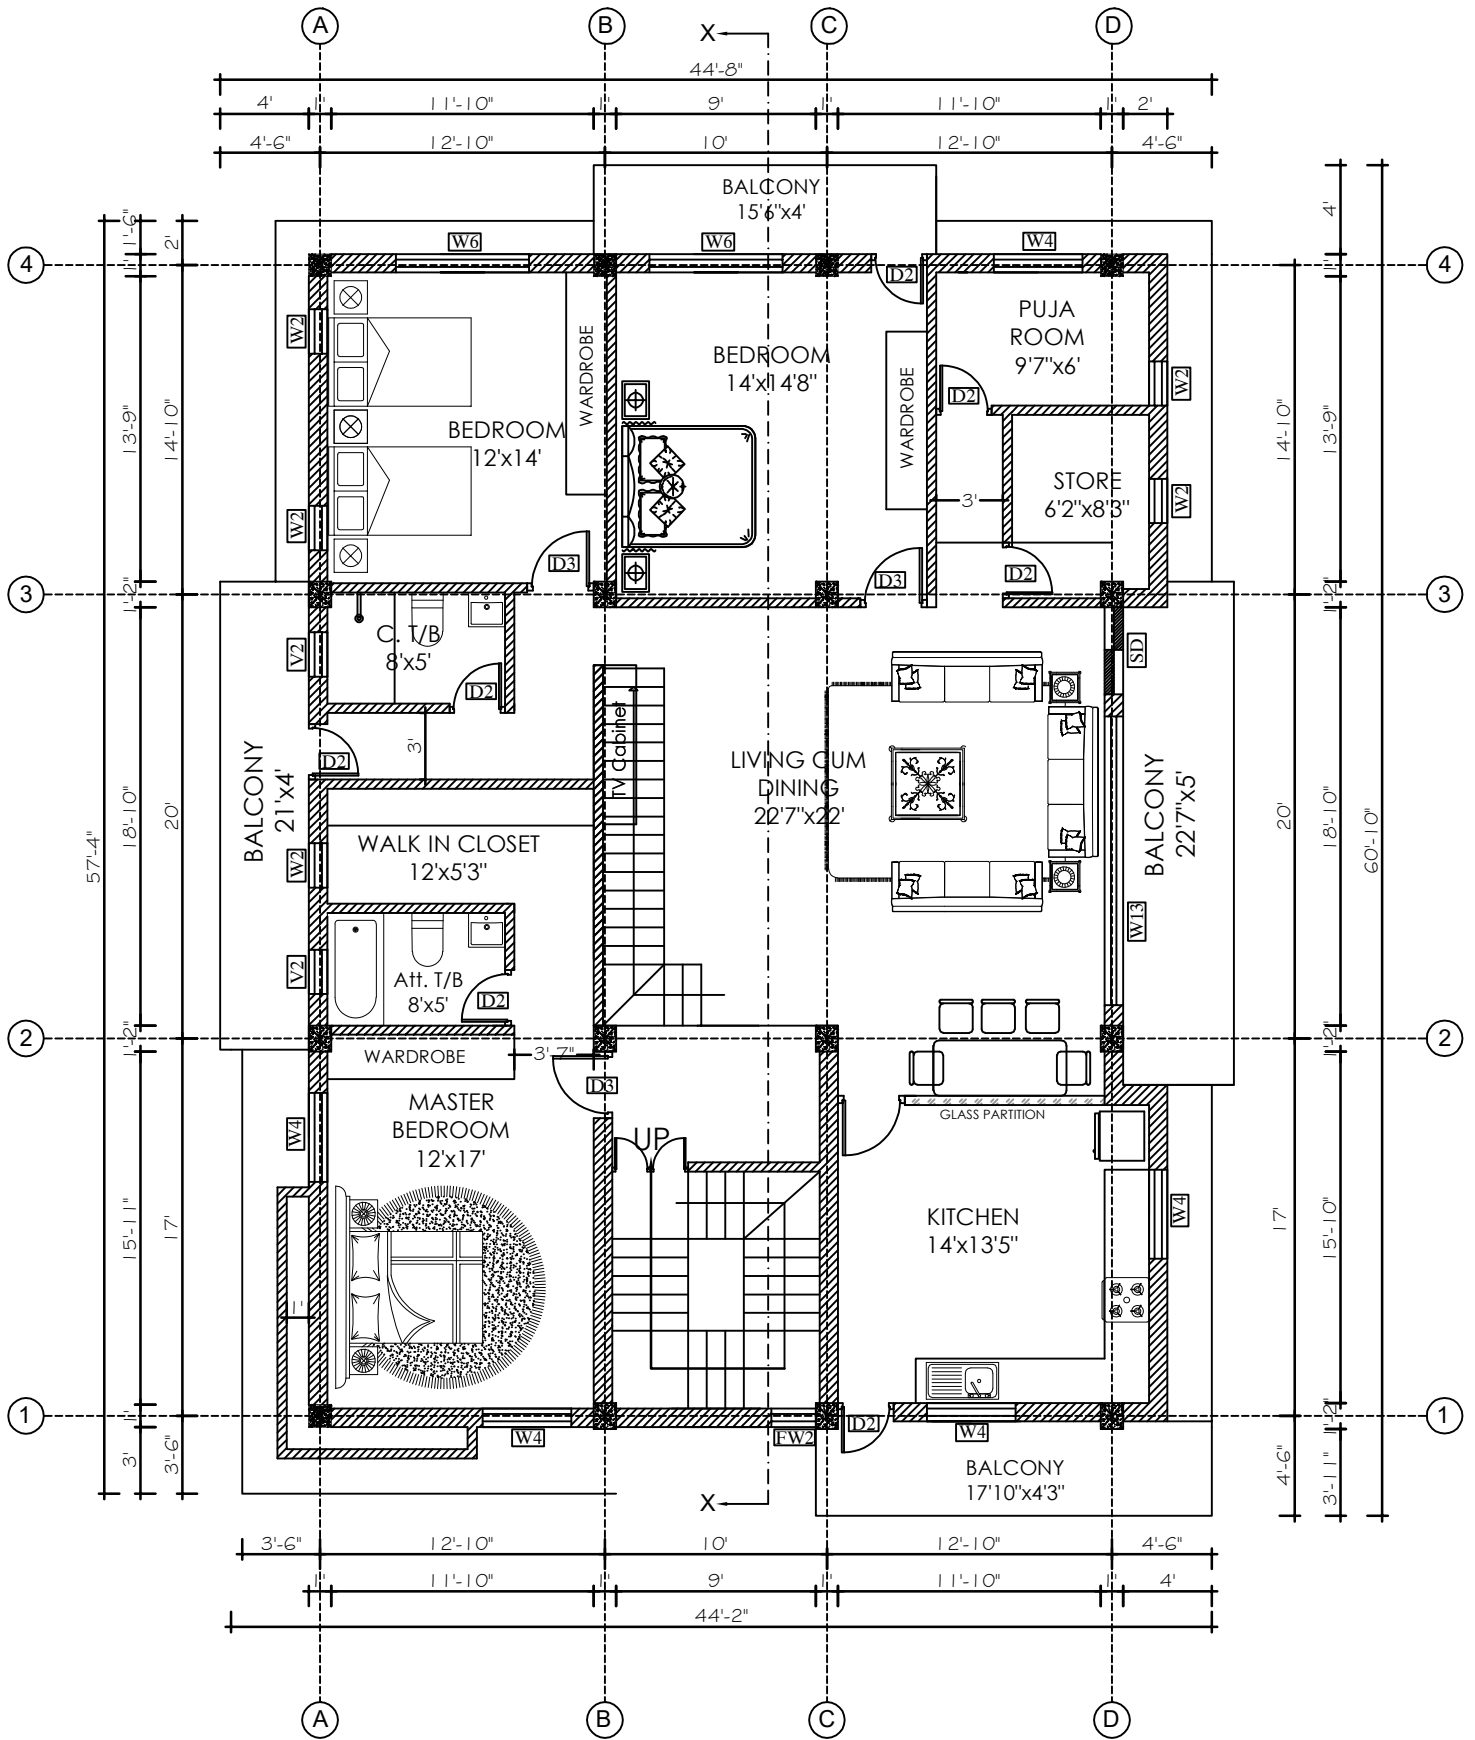 A B C D
X
44'-8"
4' 1' 11'-10" 1' 9' 1' 11'-10" 1' 2'
4'-6" 12'-10" 10' 12'-10" 4'-6"
BALCONY
15'6"x4'
1'-6" 2' 4'
W6 W6 W4
4 1' D2 1' 4
W2
WARDROBE
PUJA
ROOM
9'7"x6'
BEDROOM
14'x14'8"
WARDROBE
D2
W2
13'-9" 14'-10"
14'-10" 13'-9"
BEDROOM
12'x14'
STORE
6'2"x8'3"
3'
W2
W2
D3 D3 D2
3 1'-2" 1'-2" 3
C. T/B
8'x5'
V2
D2
SD
3'
D2
TV Cabinet
BALCONY
21'x4'
LIVING CUM
DINING
22'7"x22'
BALCONY
22'7"x5'
57'-4" 18'-10" 20'
20' 18'-10" 60'-10"
WALK IN CLOSET
12'x5'3"
W2
W13
V2
Att. T/B
8'x5'
D2
2 1'-2" 1'-2" 2
WARDROBE
3'-7"
D3
MASTER
BEDROOM
12'x17'
W4
GLASS PARTITION
UP
W4
KITCHEN
14'x13'5"
15'-11" 17'
17' 15'-10"
1'
1 1' 1'-2" 1
W4 FW2 D2 W4
3' 3'-6"
BALCONY
17'10"x4'3"
4'-6" 3'-11"
X
3'-6" 12'-10" 10' 12'-10" 4'-6"
1' 11'-10" 1' 9' 1' 11'-10" 1' 4'
44'-2"
A B C D